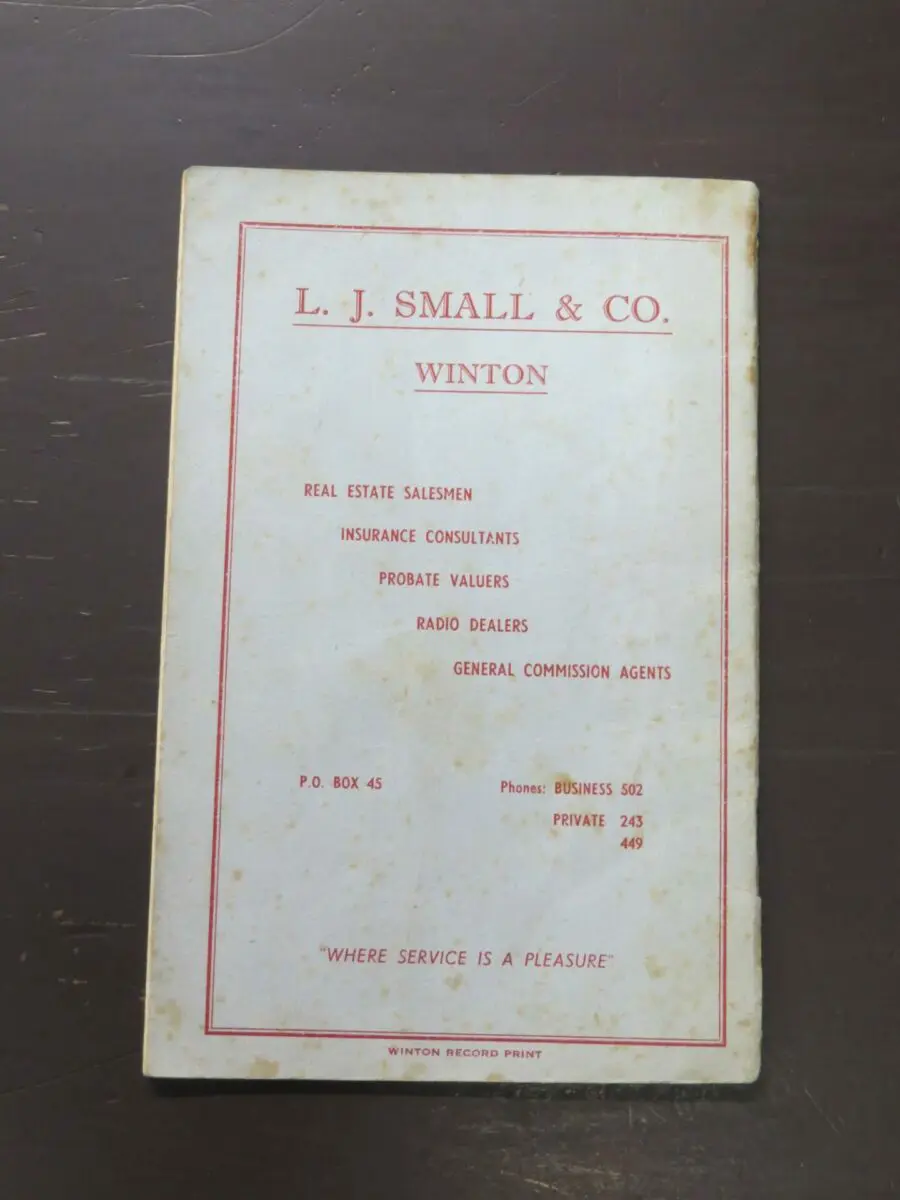 L. J. SMALL & CO.
WINTON
REAL ESTATE SALESMEN
INSURANCE CONSULTANTS
PROBATE VALUERS
RADIO DEALERS
GENERAL COMMISSION AGENTS
P.O. BOX 45 Phones: BUSINESS 502
PRIVATE 243
449
"WHERE SERVICE IS A PLEASURE"
WINTON RECORD PRINT